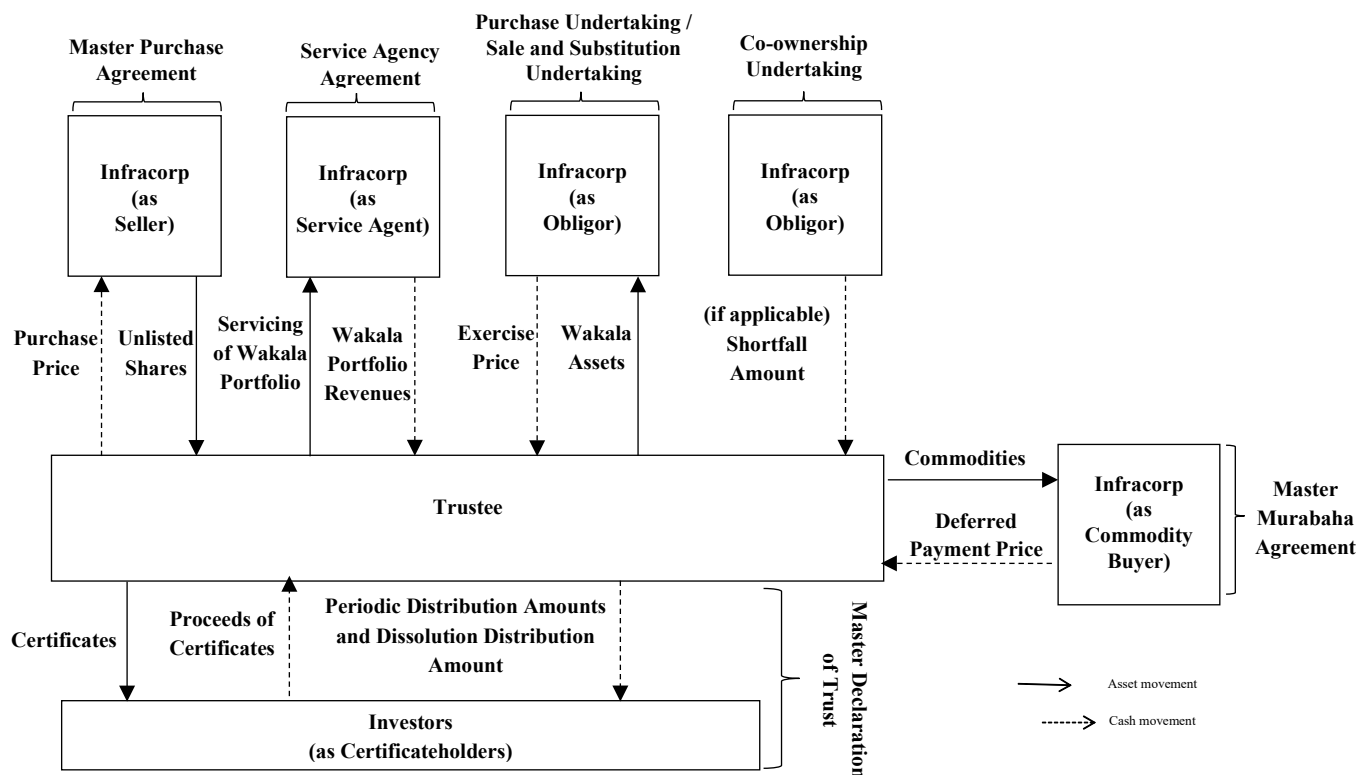 Master Purchase
Agreement
Service Agency
Agreement
Purchase Undertaking /
Sale and Substitution
Undertaking
Co-ownership
Undertaking
Infracorp
(as
Seller)
Infracorp
(as
Service Agent)
Infracorp
(as
Obligor)
Infracorp
(as
Obligor)
Purchase
Price
Unlisted
Shares
Servicing
of Wakala
Portfolio
Wakala
Portfolio
Revenues
Exercise
Price
Wakala
Assets
(if applicable)
Shortfall
Amount
Trustee
Commodities
Deferred
Payment Price
Infracorp
(as
Commodity
Buyer)
Master
Murabaha
Agreement
Certificates
Proceeds of
Certificates
Periodic Distribution Amounts
and Dissolution Distribution
Amount
Master Declaration
of Trust
Investors
(as Certificateholders)
Asset movement
Cash movement